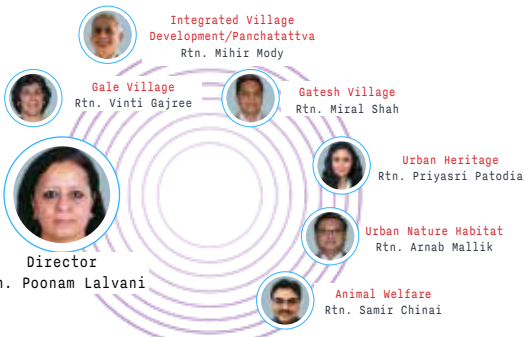 Integrated Village
Development/Panchatattva
Rtn. Mihir Mody
Gale Village
Rtn. Vinti Gajree
Gatesh Village
Rtn. Miral Shah
Urban Heritage
Rtn. Priyasri Patodia
Urban Nature Habitat
Rtn. Arnab Mallik
Director
n. Poonam Lalvani
Animal Welfare
Rtn. Samir Chinai